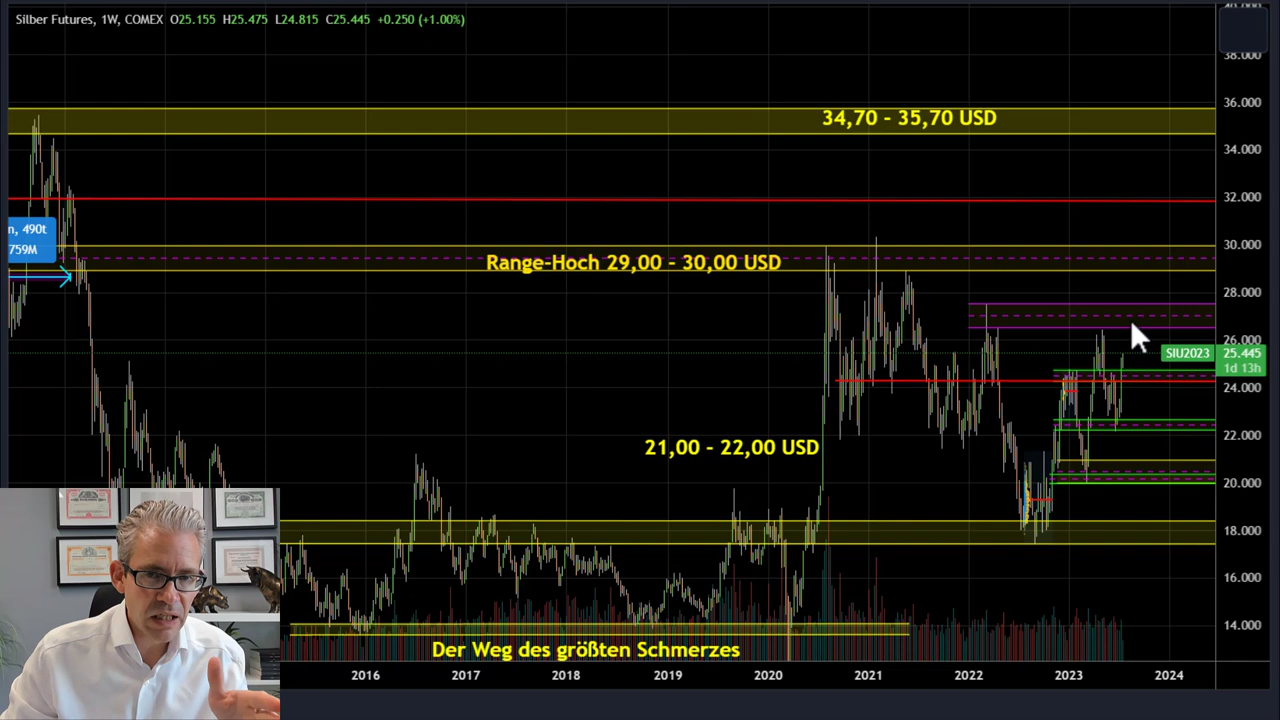 Silber Futures, 1W, COMEX O25.155 H25.475 L24.815 C25.445 +0.250 (+1.00%)
38.000
36.000
34,70 - 35,70 USD
34.000
32.000
n, 490t
759M
30.000
Range-Hoch 29,00 - 30,00 USD
28.000
26.000
SIU2023 25.445
1d 13h
24.000
22.000
21,00 - 22,00 USD
20.000
18.000
16.000
14.000
Der Weg des größten Schmerzes
2016 2017 2018 2019 2020 2021 2022 2023 2024